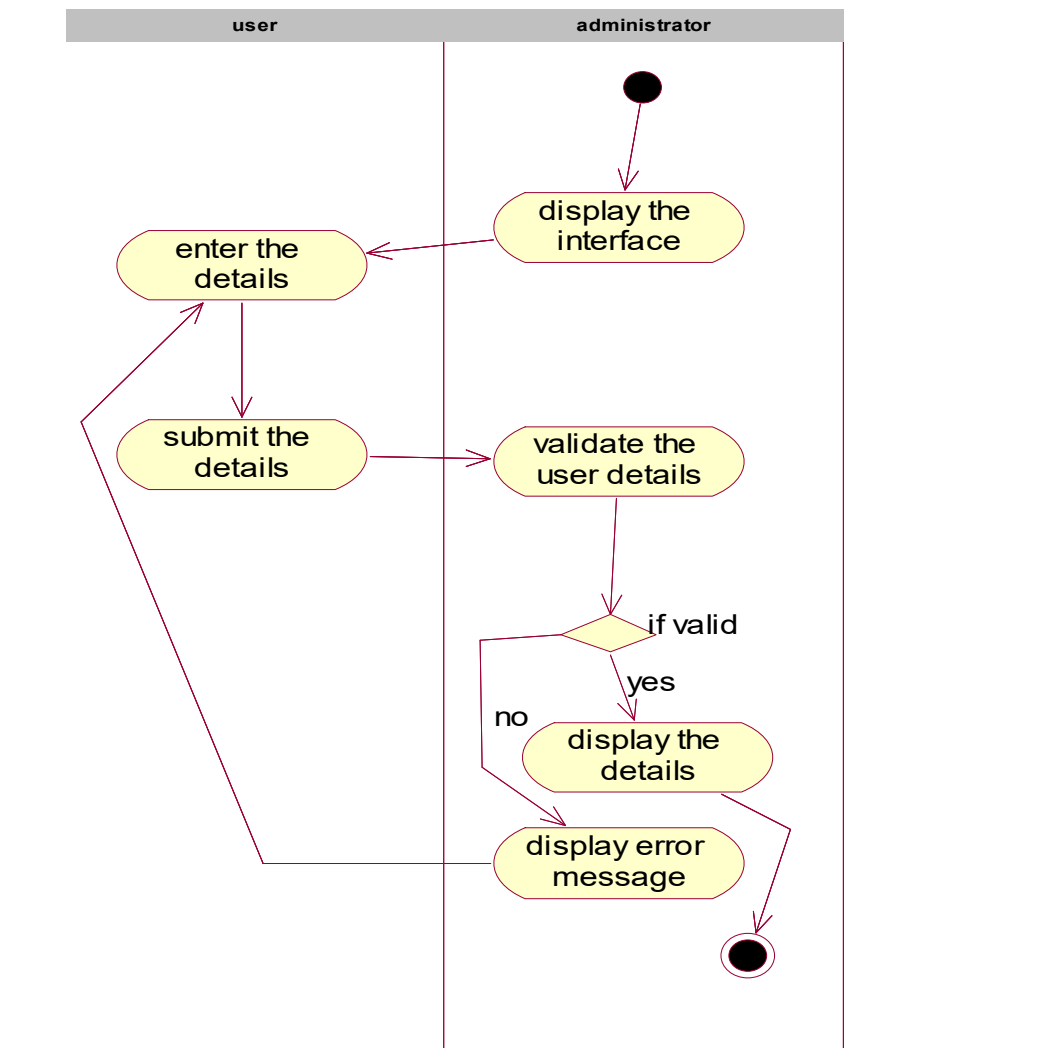 user
administrator
display the
interface
enter the
details
submit the
details
validate the
user details
if valid
yes
no
display the
details
display error
message